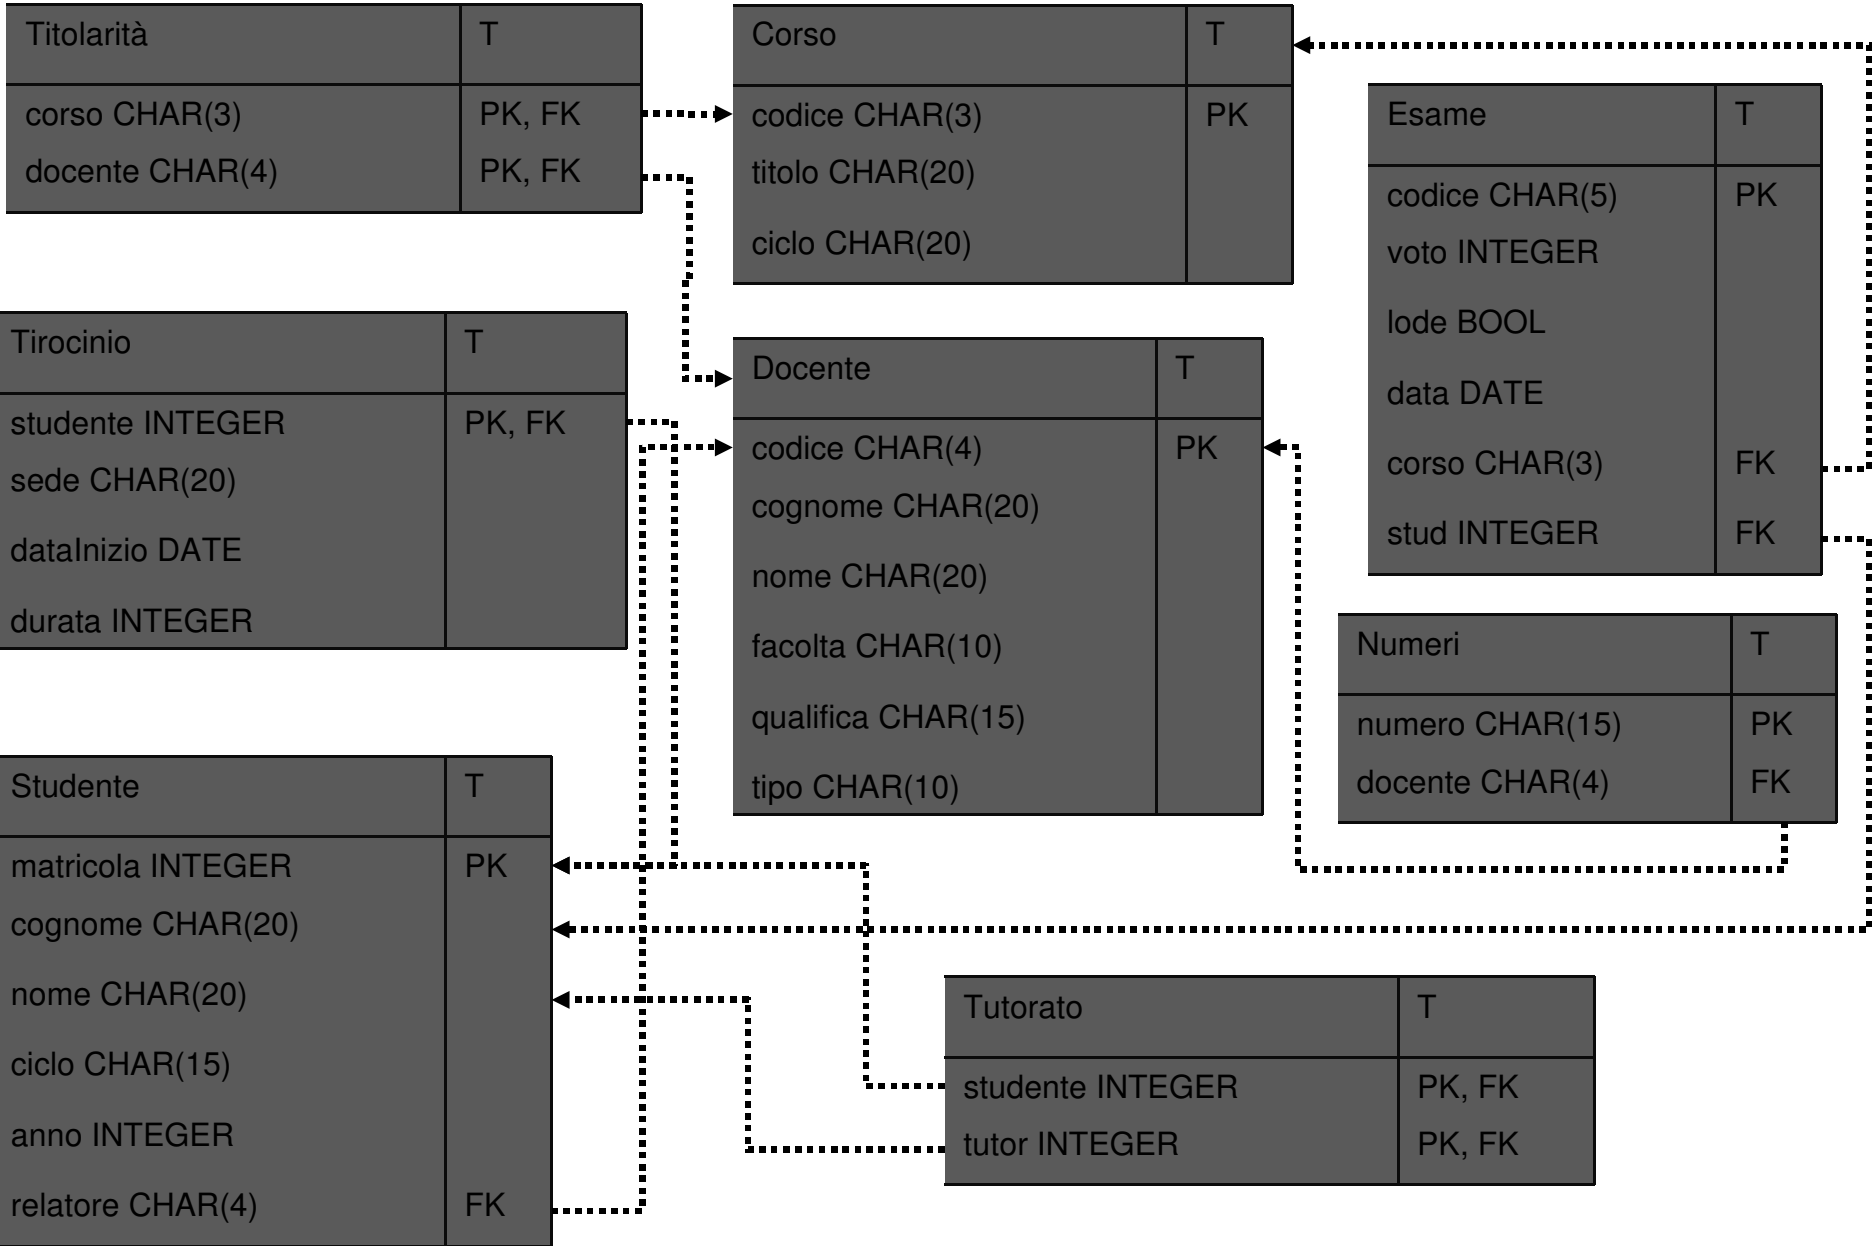 Titolarità T
corso CHAR(3) PK, FK
docente CHAR(4) PK, FK
Corso T
codice CHAR(3) PK
titolo CHAR(20)
ciclo CHAR(20)
Esame T
codice CHAR(5) PK
voto INTEGER
lode BOOL
data DATE
corso CHAR(3) FK
stud INTEGER FK
Tirocinio T
studente INTEGER PK, FK
sede CHAR(20)
dataInizio DATE
durata INTEGER
Docente T
codice CHAR(4) PK
cognome CHAR(20)
nome CHAR(20)
facolta CHAR(10)
qualifica CHAR(15)
tipo CHAR(10)
Numeri T
numero CHAR(15) PK
docente CHAR(4) FK
Studente T
matricola INTEGER PK
cognome CHAR(20)
nome CHAR(20)
ciclo CHAR(15)
anno INTEGER
relatore CHAR(4) FK
Tutorato T
studente INTEGER PK, FK
tutor INTEGER PK, FK